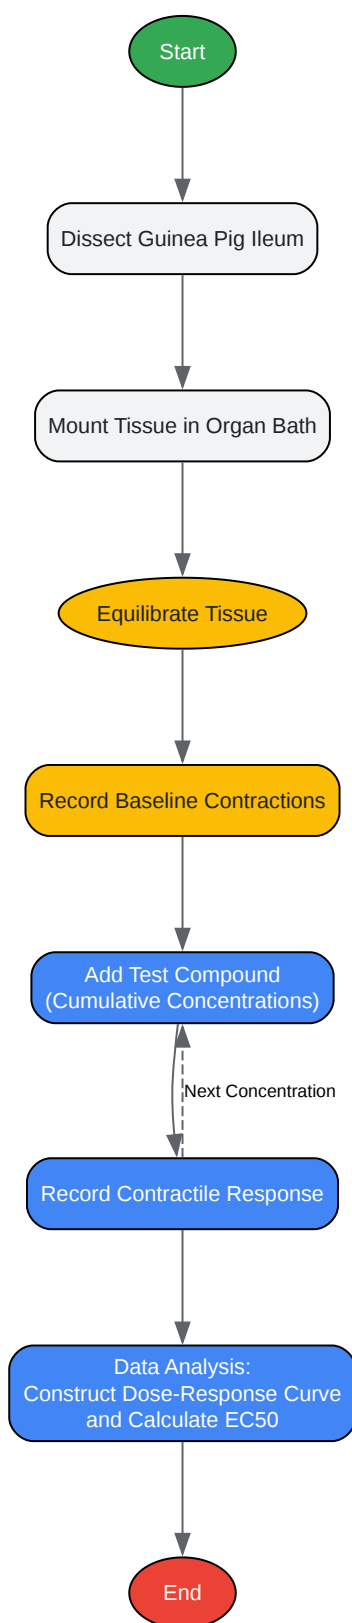 Start
Dissect Guinea Pig Ileum
Mount Tissue in Organ Bath
Equilibrate Tissue
Record Baseline Contractions
Add Test Compound
(Cumulative Concentrations)
Next Concentration
Record Contractile Response
Data Analysis:
Construct Dose-Response Curve
and Calculate EC50
End